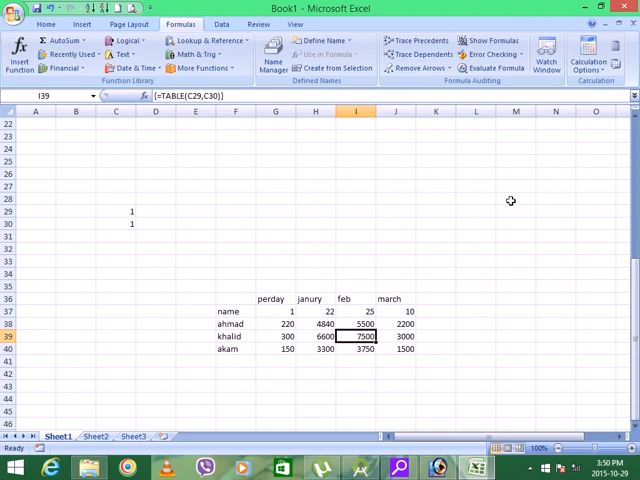 Book1 - Microsoft Excel
Home Insert Page Layout Formulas Data Review View
fx Insert Function
Σ AutoSum
Recently Used
Financial
Logical
Text
Date & Time
Lookup & Reference
Math & Trig
More Functions
Function Library
Name Manager
Define Name
Use in Formula
Create from Selection
Defined Names
Trace Precedents
Trace Dependents
Remove Arrows
Show Formulas
Error Checking
Evaluate Formula
Formula Auditing
Watch Window
Calculation Options
Calculation
I39 fx {=TABLE(C29,C30)}
A B C D E F G H I J K L M N O
22
23
24
25
26
27
28
29 1
30 1
31
32
33
34
35
36 perday janury feb march
37 name 1 22 25 10
38 ahmad 220 4840 5500 2200
39 khalid 300 6600 7500 3000
40 akam 150 3300 3750 1500
41
42
43
44
45
46
Sheet1 Sheet2 Sheet3
Ready 100%
3:50 PM
2015-10-29